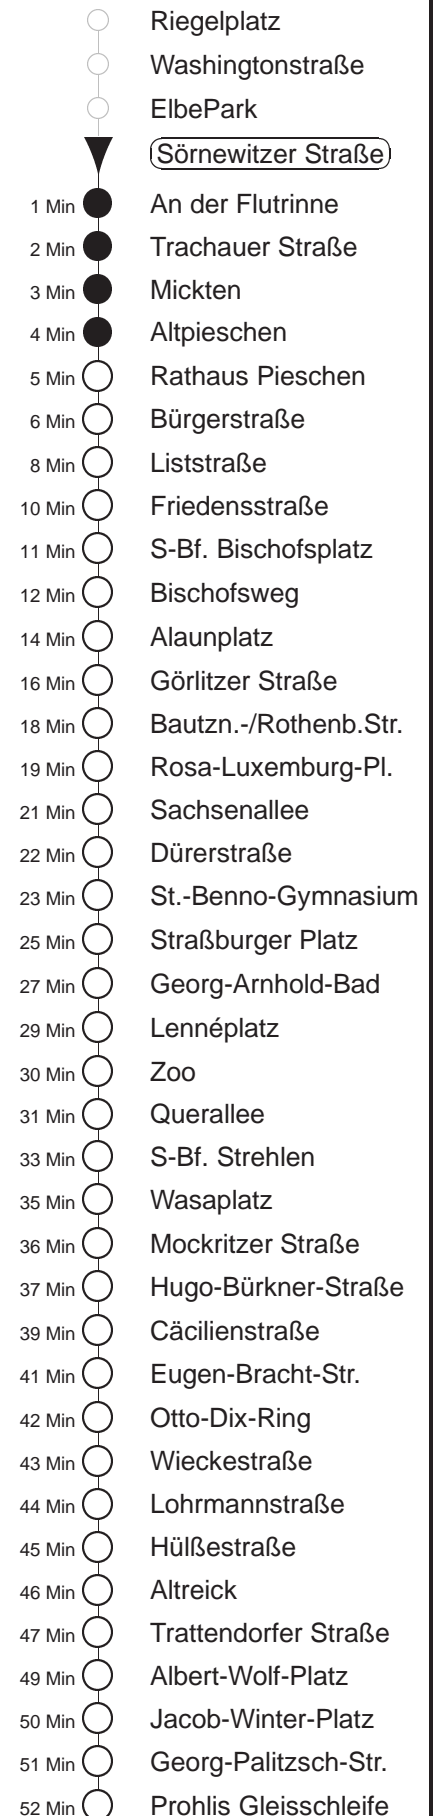 Riegelplatz
Washingtonstraße
ElbePark
Sörnewitzer Straße
1 Min An der Flutrinne
2 Min Trachauer Straße
3 Min Mickten
4 Min Altpieschen
5 Min Rathaus Pieschen
6 Min Bürgerstraße
8 Min Liststraße
10 Min Friedensstraße
11 Min S-Bf. Bischofsplatz
12 Min Bischofsweg
14 Min Alaunplatz
16 Min Görlitzer Straße
18 Min Bautzn.-/Rothenb.Str.
19 Min Rosa-Luxemburg-Pl.
21 Min Sachsenallee
22 Min Dürerstraße
23 Min St.-Benno-Gymnasium
25 Min Straßburger Platz
27 Min Georg-Arnhold-Bad
29 Min Lennéplatz
30 Min Zoo
31 Min Querallee
33 Min S-Bf. Strehlen
35 Min Wasaplatz
36 Min Mockritzer Straße
37 Min Hugo-Bürkner-Straße
39 Min Cäcilienstraße
41 Min Eugen-Bracht-Str.
42 Min Otto-Dix-Ring
43 Min Wieckestraße
44 Min Lohrmannstraße
45 Min Hülßestraße
46 Min Altreick
47 Min Trattendorfer Straße
49 Min Albert-Wolf-Platz
50 Min Jacob-Winter-Platz
51 Min Georg-Palitzsch-Str.
52 Min Prohlis Gleisschleife